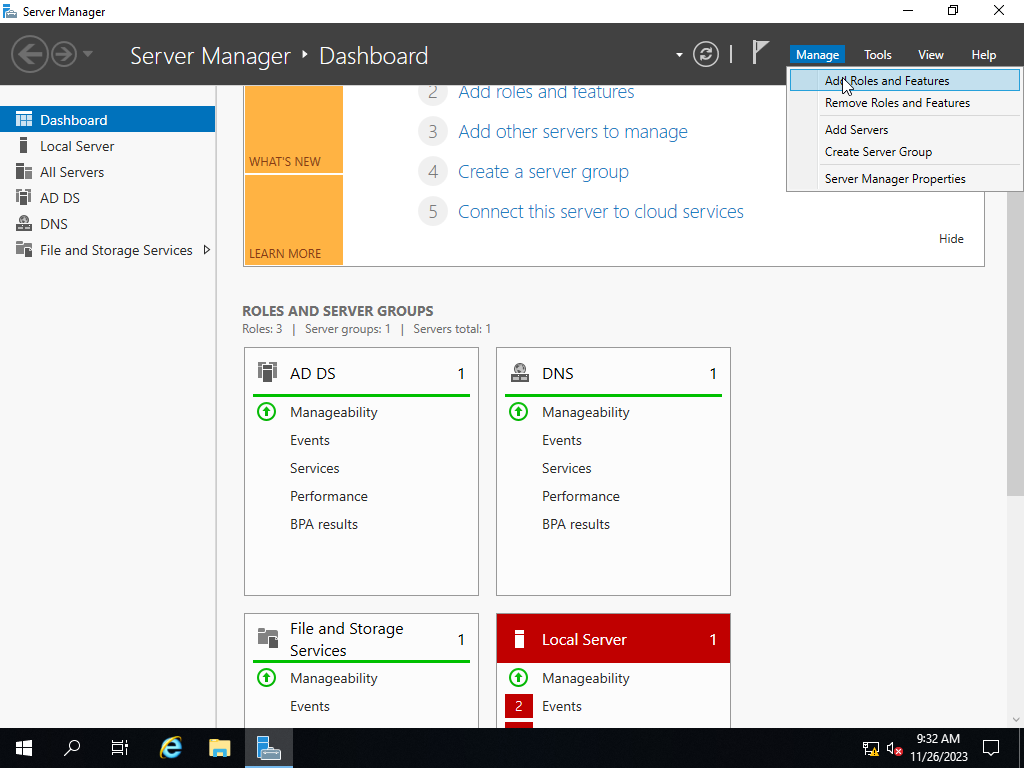 Server Manager
Server Manager ‣ Dashboard
Manage Tools View Help
Add Roles and Features
Remove Roles and Features
Add Servers
Create Server Group
Server Manager Properties
Dashboard
Local Server
All Servers
AD DS
DNS
File and Storage Services
WHAT'S NEW
LEARN MORE
2 Add roles and features
3 Add other servers to manage
4 Create a server group
5 Connect this server to cloud services
Hide
ROLES AND SERVER GROUPS
Roles: 3 | Server groups: 1 | Servers total: 1
AD DS 1
Manageability
Events
Services
Performance
BPA results
DNS 1
Manageability
Events
Services
Performance
BPA results
File and Storage
Services 1
Manageability
Events
Local Server 1
Manageability
2 Events
9:32 AM
11/26/2023